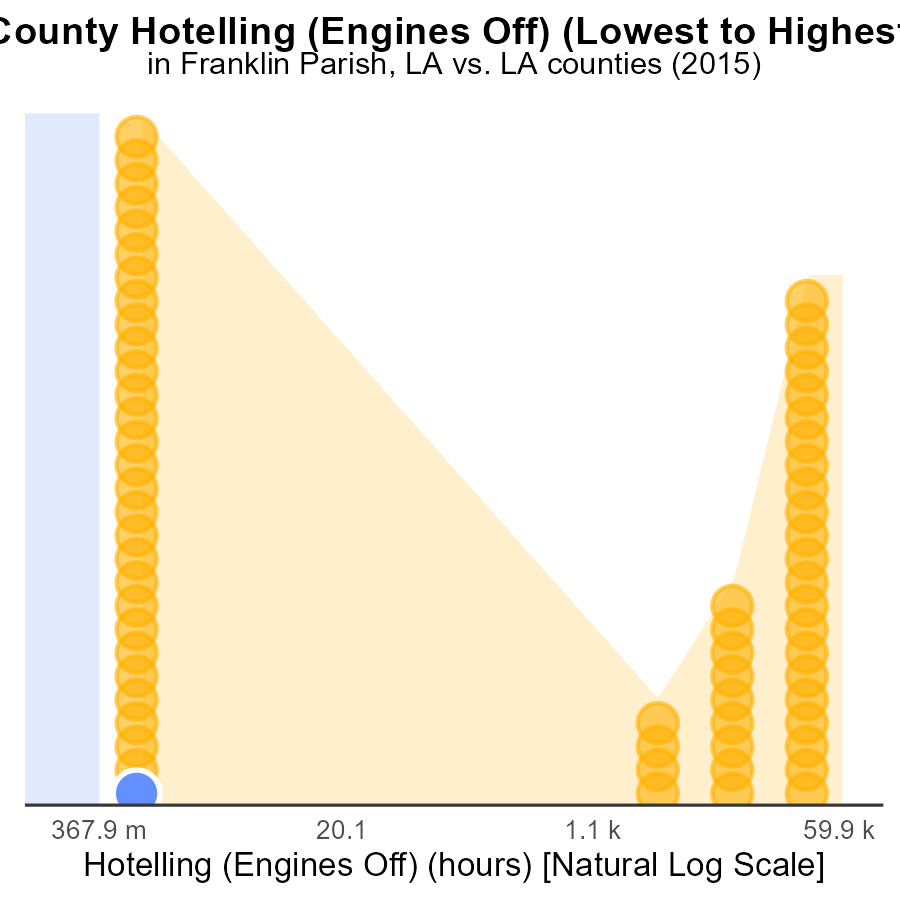 County Hotelling (Engines Off) (Lowest to Highest
in Franklin Parish, LA vs. LA counties (2015)
367.9 m 20.1 1.1 k 59.9 k
Hotelling (Engines Off) (hours) [Natural Log Scale]